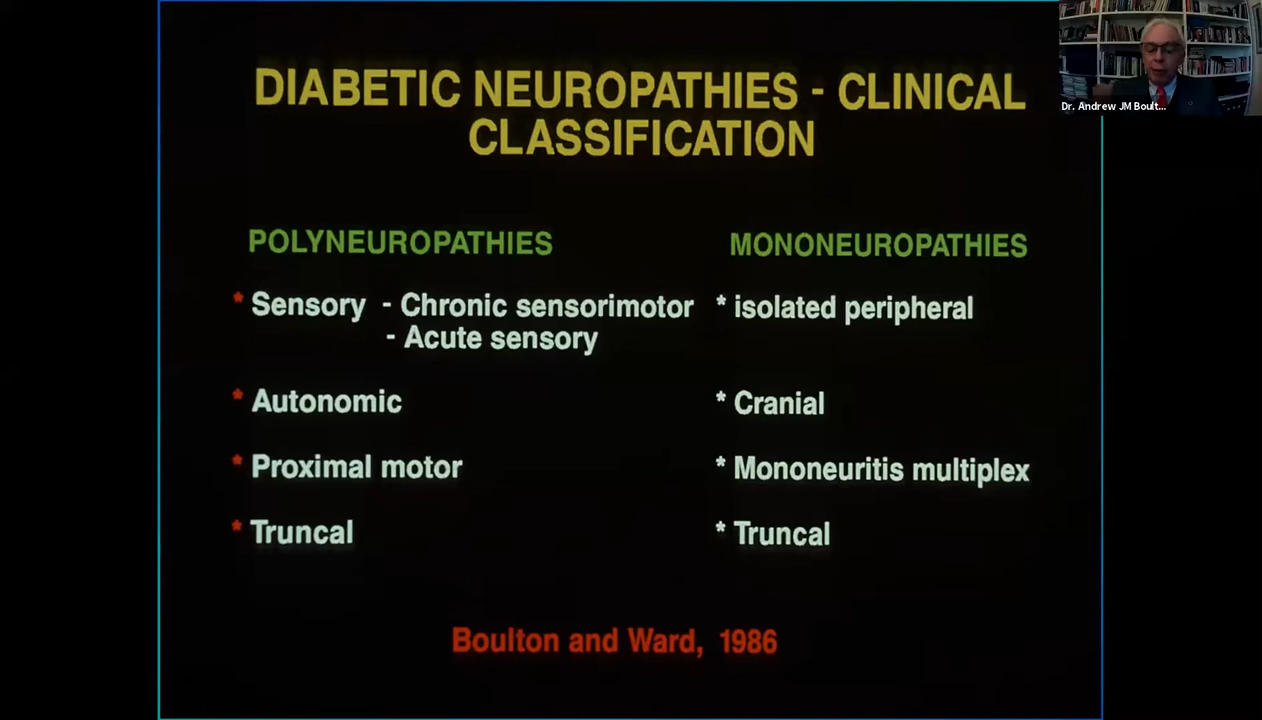 DIABETIC NEUROPATHIES - CLINICAL
CLASSIFICATION
POLYNEUROPATHIES
* Sensory - Chronic sensorimotor
- Acute sensory
* Autonomic
* Proximal motor
* Truncal
MONONEUROPATHIES
* isolated peripheral
* Cranial
* Mononeuritis multiplex
* Truncal
Boulton and Ward, 1986
Dr. Andrew JM Boult...